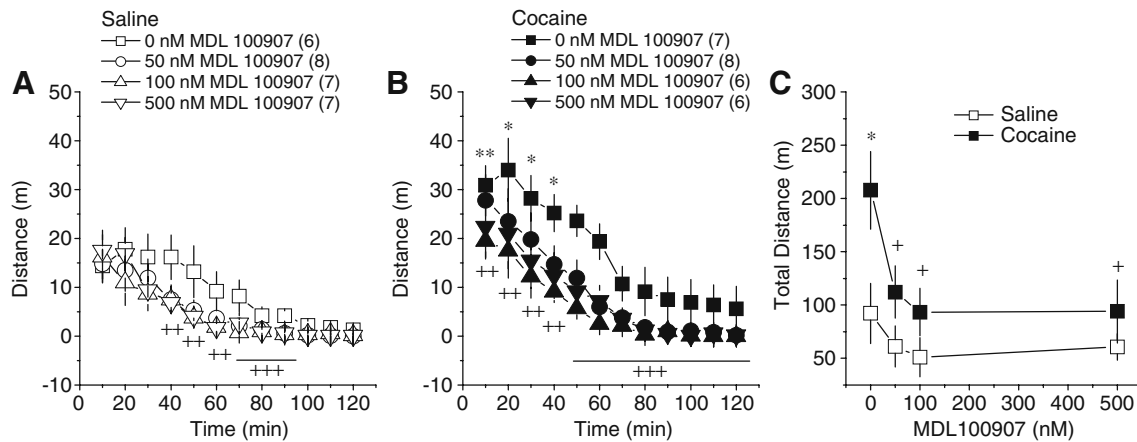 Saline
0 nM MDL 100907 (6)
50 nM MDL 100907 (8)
100 nM MDL 100907 (7)
500 nM MDL 100907 (7)
A
50
40
30
20
10
0
-10
Distance (m)
++
++
++
+++
20 40 60 80 100 120
Time (min)
Cocaine
0 nM MDL 100907 (7)
50 nM MDL 100907 (8)
100 nM MDL 100907 (6)
500 nM MDL 100907 (6)
B
50
40
30
20
10
0
-10
Distance (m)
**
*
*
*
++
++
++
++
+++
20 40 60 80 100 120
Time (min)
C
Saline
Cocaine
300
250
200
150
100
50
Total Distance (m)
*
+
+
+
0 100 200 300 400 500
MDL100907 (nM)